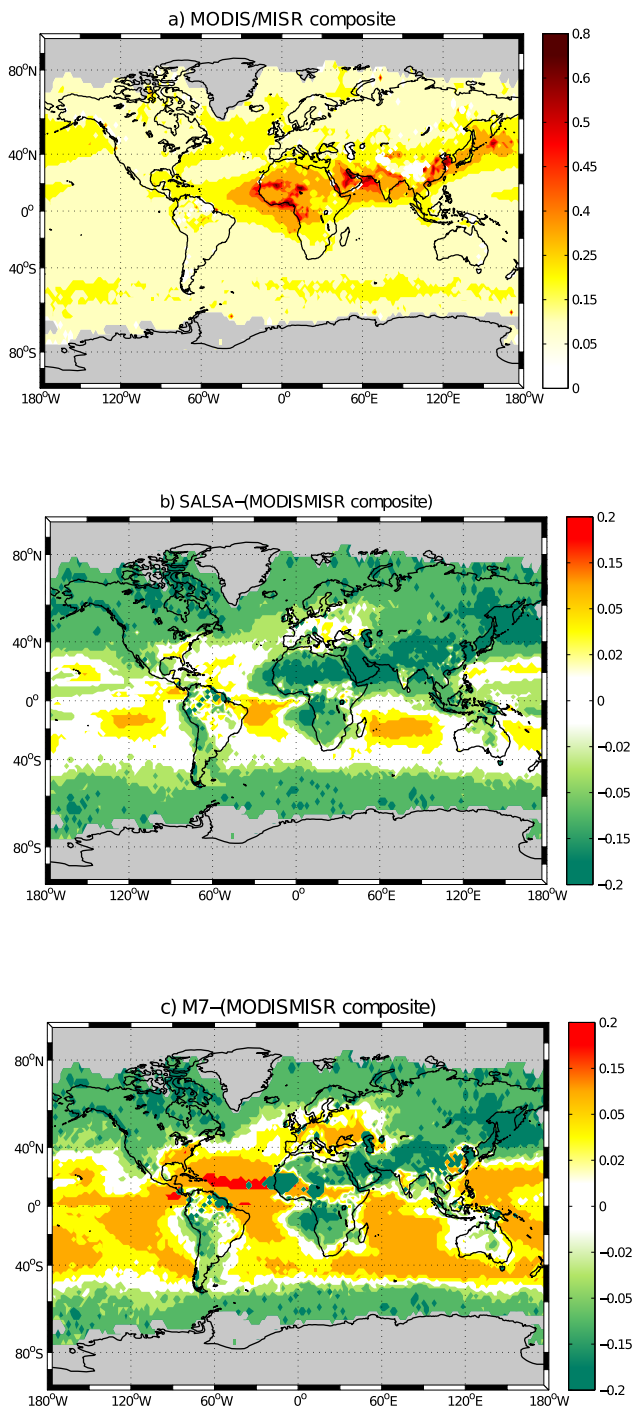 a) MODIS/MISR composite
80°N
40°N
0°
40°S
80°S
180°W 120°W 60°W 0° 60°E 120°E 180°W
0.8
0.6
0.45
0.35
0.25
0.15
0.05
0
b) SALSA−(MODISMISR composite)
80°N
40°N
0°
40°S
80°S
180°W 120°W 60°W 0° 60°E 120°E 180°W
0.2
0.15
0.05
0.02
0
−0.02
−0.05
−0.15
−0.2
c) M7−(MODISMISR composite)
80°N
40°N
0°
40°S
80°S
180°W 120°W 60°W 0° 60°E 120°E 180°W
0.2
0.15
0.05
0.02
0
−0.02
−0.05
−0.15
−0.2